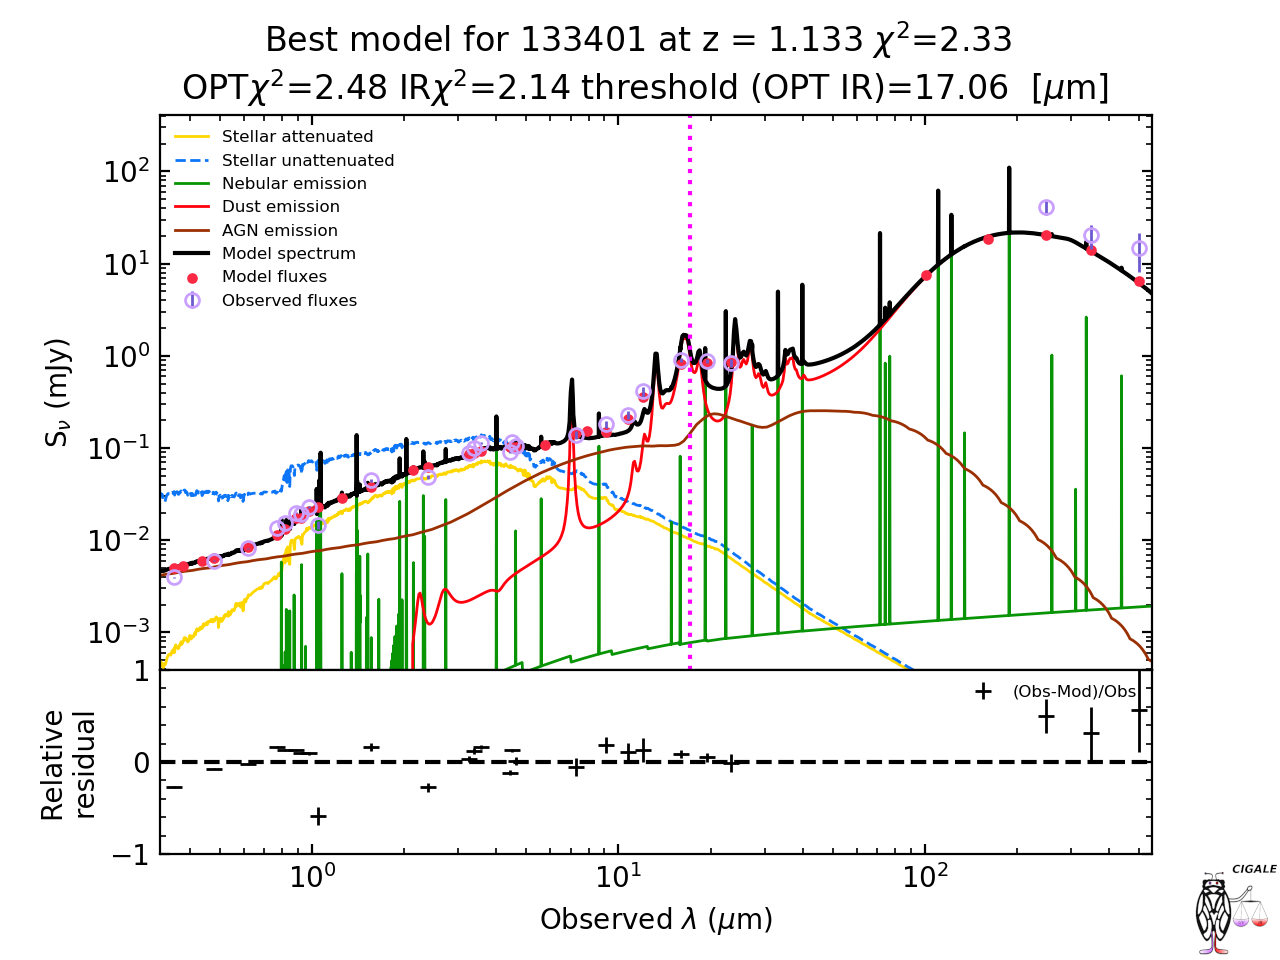 Best model for 133401 at z = 1.133 χ²=2.33
OPTχ²=2.48 IRχ²=2.14 threshold (OPT IR)=17.06 [μm]
Stellar attenuated
Stellar unattenuated
Nebular emission
Dust emission
AGN emission
Model spectrum
Model fluxes
Observed fluxes
10²
10¹
10⁰
10⁻¹
10⁻²
10⁻³
S_ν (mJy)
1
0
−1
Relative
residual
(Obs-Mod)/Obs
10⁰ 10¹ 10²
Observed λ (μm)
CIGALE